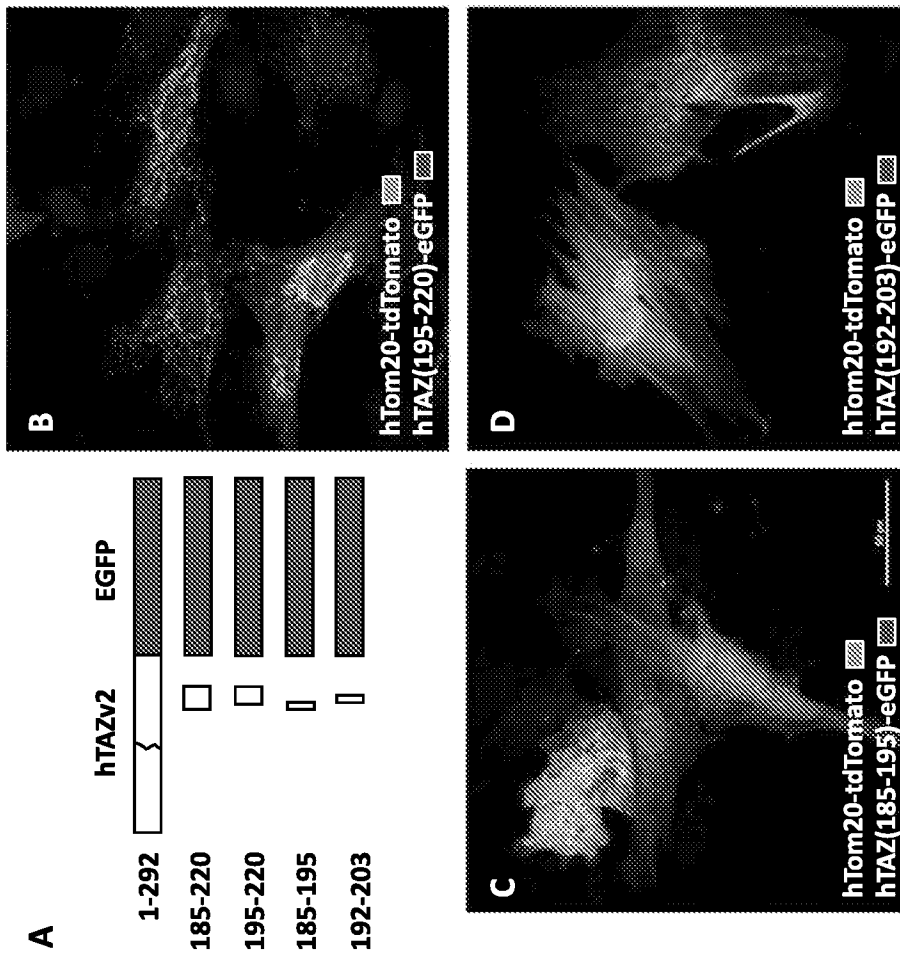 A
hTAZv2 EGFP
1-292
185-220
195-220
185-195
192-203
B
hTom20-tdTomato
hTAZ(195-220)-eGFP
C
hTom20-tdTomato
hTAZ(185-195)-eGFP
D
hTom20-tdTomato
hTAZ(192-203)-eGFP